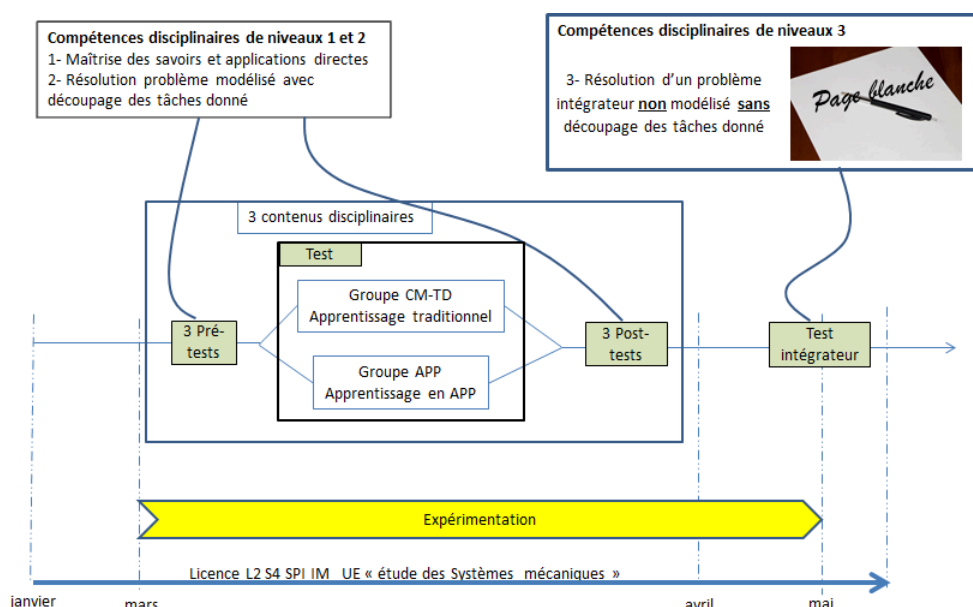 Compétences disciplinaires de niveaux 1 et 2
1- Maîtrise des savoirs et applications directes
2- Résolution problème modélisé avec
découpage des tâches donné
Compétences disciplinaires de niveaux 3
3- Résolution d'un problème
intégrateur non modélisé sans
découpage des tâches donné
Page blanche
3 contenus disciplinaires
Test
Groupe CM-TD
Apprentissage traditionnel
3 Pré-
tests
3 Post-
tests
Test
intégrateur
Groupe APP
Apprentissage en APP
Expérimentation
Licence L2 S4 SPI IM UE « étude des Systèmes mécaniques »
janvier
mars
avril
mai